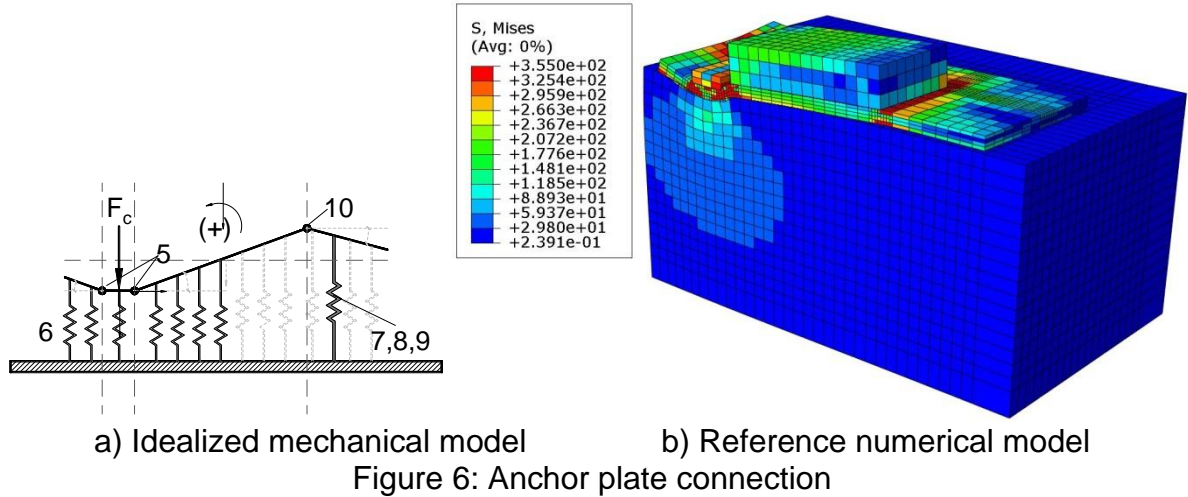 S, Mises
(Avg: 0%)
+3.550e+02
+3.254e+02
+2.959e+02
+2.663e+02
+2.367e+02
+2.072e+02
+1.776e+02
+1.481e+02
+1.185e+02
+8.893e+01
+5.937e+01
+2.980e+01
+2.391e-01
F_c
(+)
10
5
6
7,8,9
a) Idealized mechanical model
b) Reference numerical model
Figure 6: Anchor plate connection